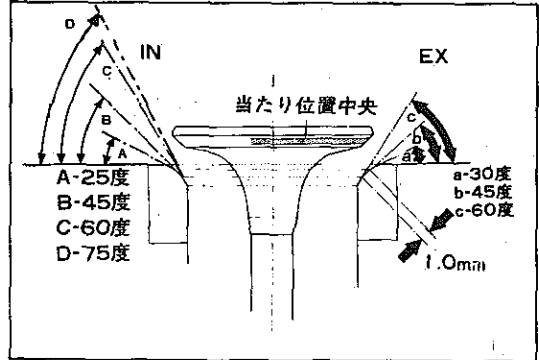 D
IN
EX
C
B
A
当たり位置中央
c
b
a
A-25度
B-45度
C-60度
D-75度
a-30度
b-45度
c-60度
1.0mm